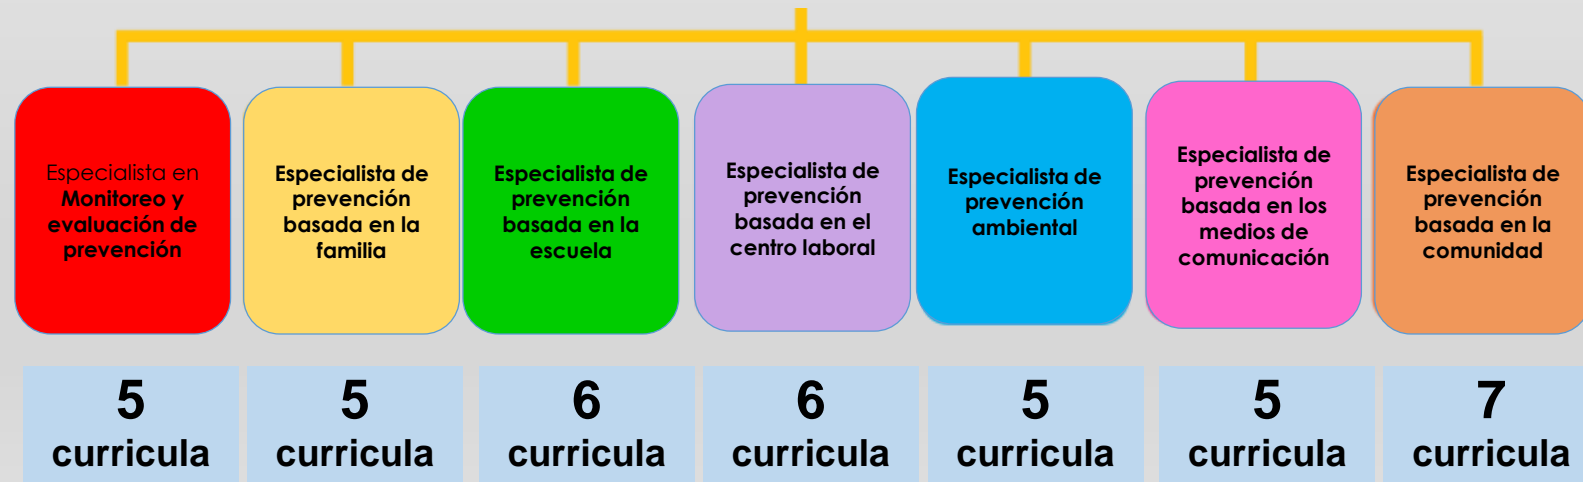 Especialista en
Monitoreo y
evaluación de
prevención
Especialista de
prevención
basada en la
familia
Especialista de
prevención
basada en la
escuela
Especialista de
prevención
basada en el
centro laboral
Especialista de
prevención
ambiental
Especialista de
prevención
basada en los
medios de
comunicación
Especialista de
prevención
basada en la
comunidad
5
curricula
5
curricula
6
curricula
6
curricula
5
curricula
5
curricula
7
curricula